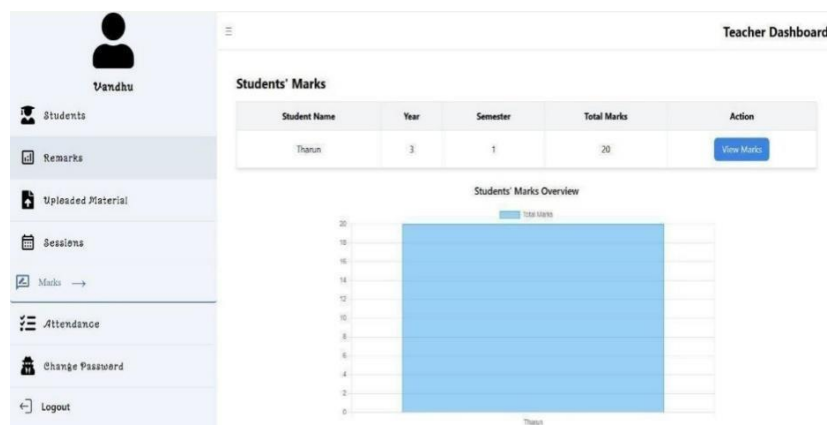 Vandhu
Students
Remarks
Uploaded Material
Sessions
Marks →
Attendance
Change Password
Logout
Teacher Dashboard
Students' Marks
Student Name Year Semester Total Marks Action
Tharun 3 1 20 View Marks
Students' Marks Overview
Total Marks
20
18
16
14
12
10
8
6
4
2
0
Tharun